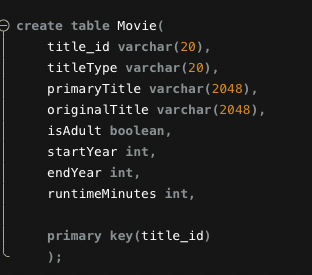 create table Movie(
title_id varchar(20),
titleType varchar(20),
primaryTitle varchar(2048),
originalTitle varchar(2048),
isAdult boolean,
startYear int,
endYear int,
runtimeMinutes int,
primary key(title_id)
);